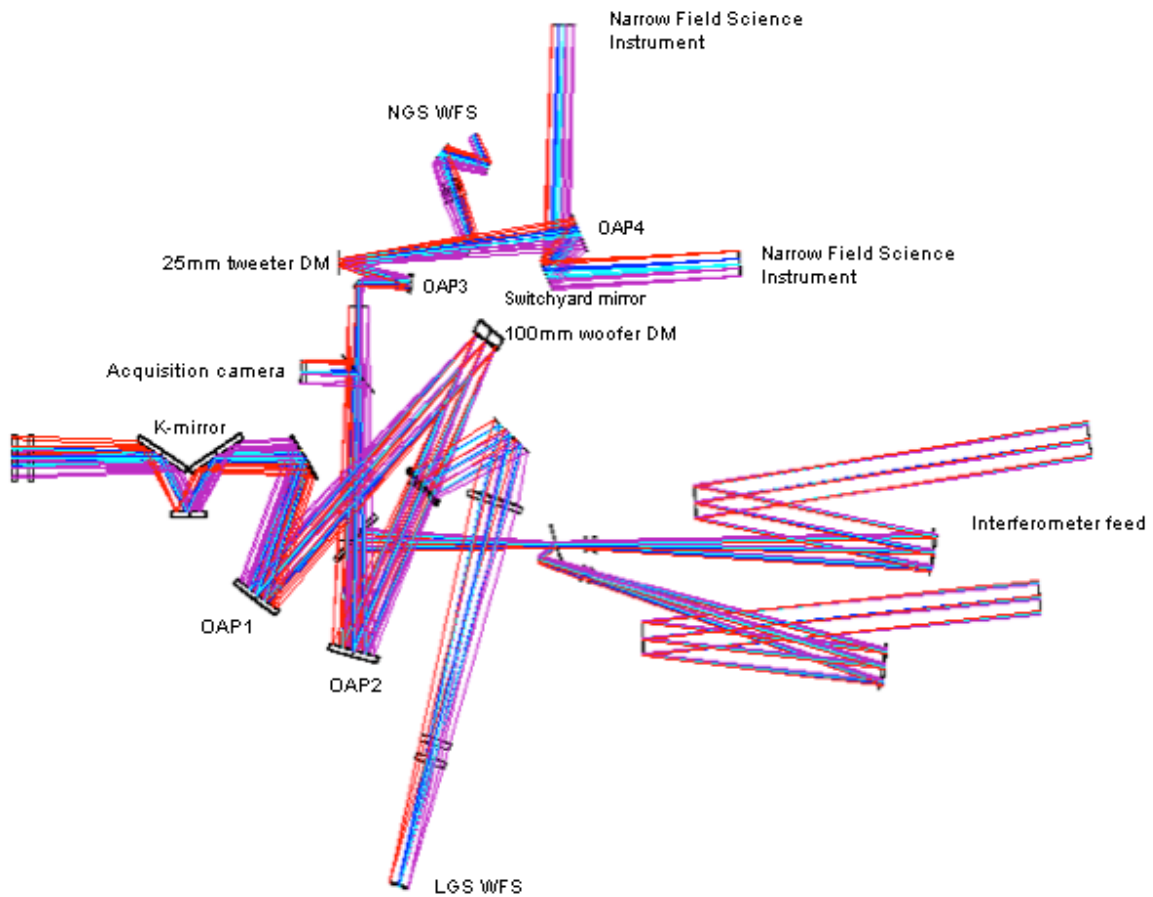 Narrow Field Science
Instrument
NGS WFS
OAP4
25mm tweeter DM
Narrow Field Science
Instrument
OAP3
Switchyard mirror
100mm woofer DM
Acquisition camera
K-mirror
Interferometer feed
OAP1
OAP2
LGS WFS